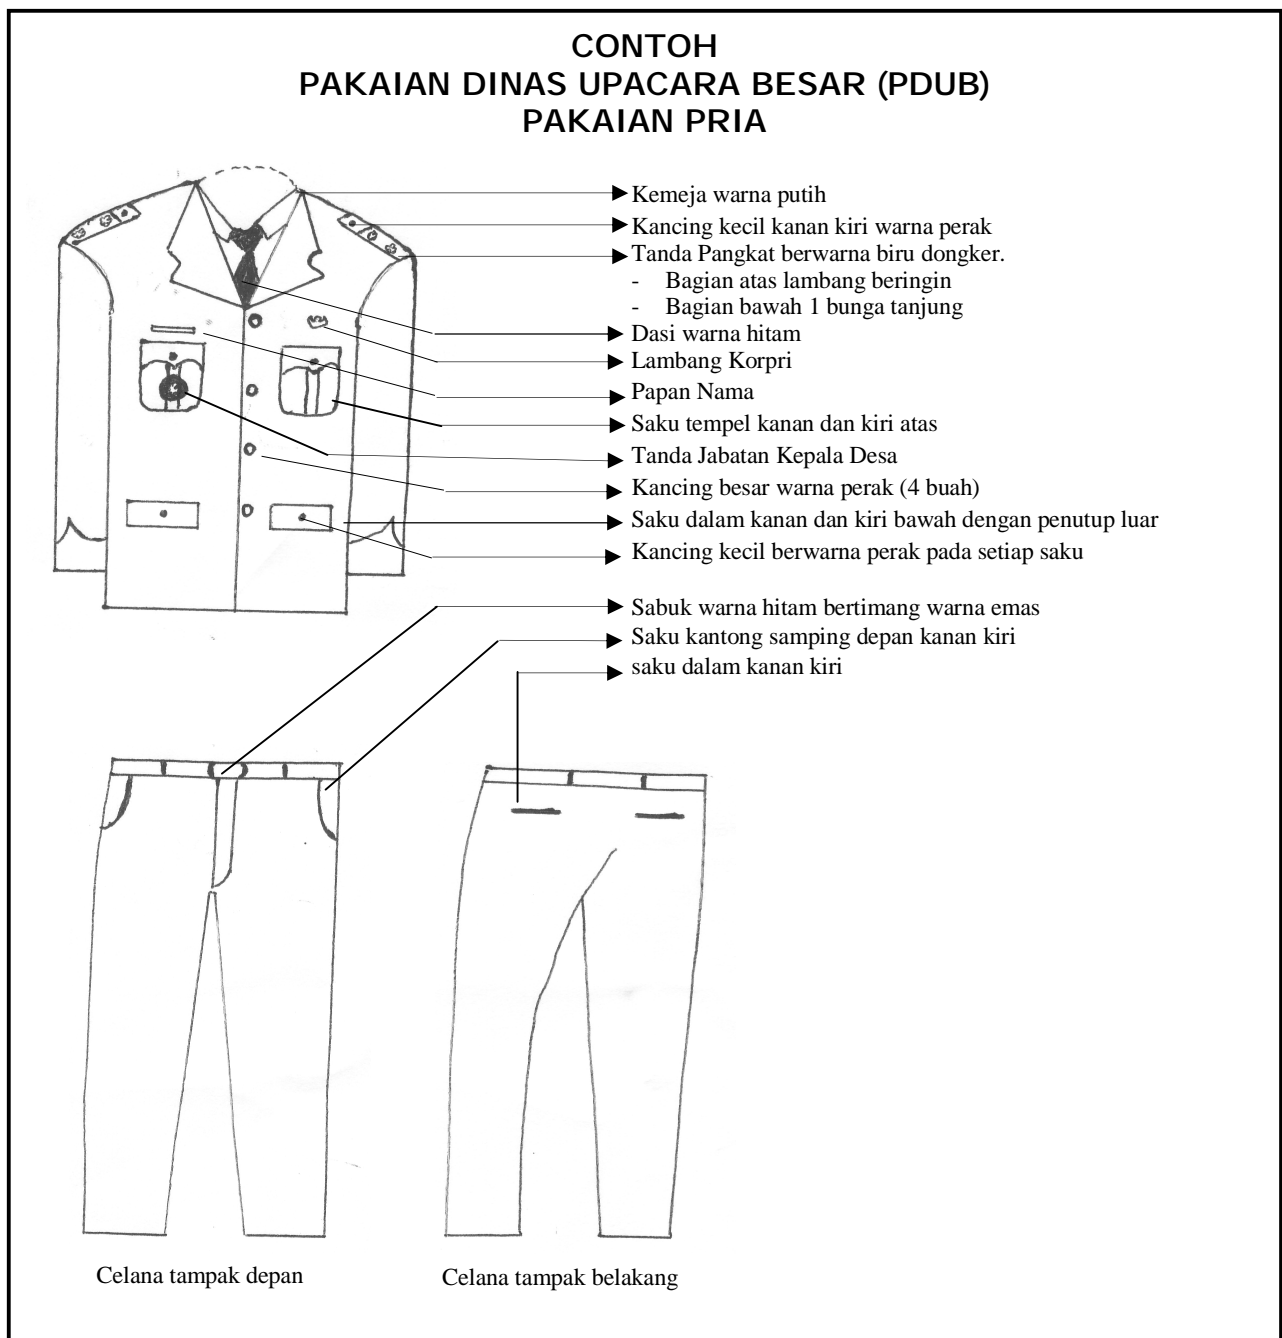 CONTOH
PAKAIAN DINAS UPACARA BESAR (PDUB)
PAKAIAN PRIA
Kemeja warna putih
Kancing kecil kanan kiri warna perak
Tanda Pangkat berwarna biru dongker.
- Bagian atas lambang beringin
- Bagian bawah 1 bunga tanjung
Dasi warna hitam
Lambang Korpri
Papan Nama
Saku tempel kanan dan kiri atas
Tanda Jabatan Kepala Desa
Kancing besar warna perak (4 buah)
Saku dalam kanan dan kiri bawah dengan penutup luar
Kancing kecil berwarna perak pada setiap saku
Sabuk warna hitam bertimang warna emas
Saku kantong samping depan kanan kiri
saku dalam kanan kiri
Celana tampak depan
Celana tampak belakang